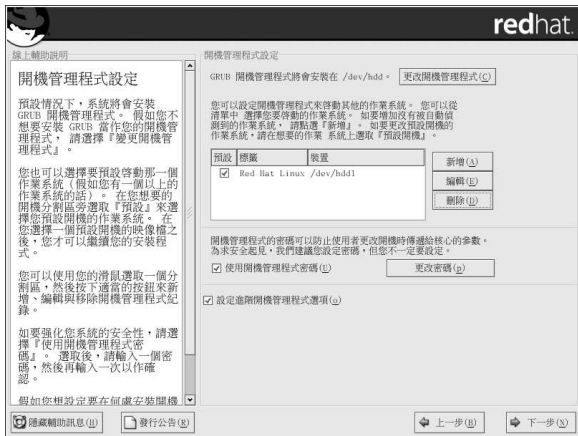 redhat.
線上輔助說明
開機管理程式設定
預設情況下，系統將會安裝
GRUB 開機管理程式。 假如您不
想要安裝 GRUB 當作您的開機管
理程式， 請選擇『變更開機管
理程式』。
您也可以選擇要預設啓動那一個
作業系統（假如您有一個以上的
作業系統的話）。 在您想要的
開機分割區旁選取『預設』來選
擇您預設開機的作業系統。 在
您選擇一個預設開機的映像檔之
後，您才可以繼續您的安裝程
式。
您可以使用您的滑鼠選取一個分
割區，然後按下適當的按鈕來新
增、編輯與移除開機管理程式紀
錄。
如要強化您系統的安全性，請選
擇『使用開機管理程式密
碼』。 選取後，請輸入一個密
碼，然後再輸入一次以作確
認。
假如您想設定要在何處安裝開機
開機管理程式設定
GRUB 開機管理程式將會安裝在 /dev/hdd。
更改開機管理程式(C)
您可以設定開機管理程式來啓動其他的作業系統。 您可以從
清單中 選擇您要啓動的作業系統。 如要增加沒有被自動偵
測到的作業系統， 請點選『新增』。 如要更改預設開機的
作業系統，請在想要的作業 系統上選取『預設開機』。
預設 標籤 裝置
Red Hat Linux /dev/hdd1
新增(A)
編輯(E)
刪除(D)
開機管理程式的密碼可以防止使用者更改開機時傳遞給核心的參數。
為求安全起見，我們建議您設定密碼，但您不一定要設定。
使用開機管理程式密碼(U)
更改密碼(p)
設定進階開機管理程式選項(o)
隱藏輔助訊息(H)
發行公告(R)
上一步(B)
下一步(N)